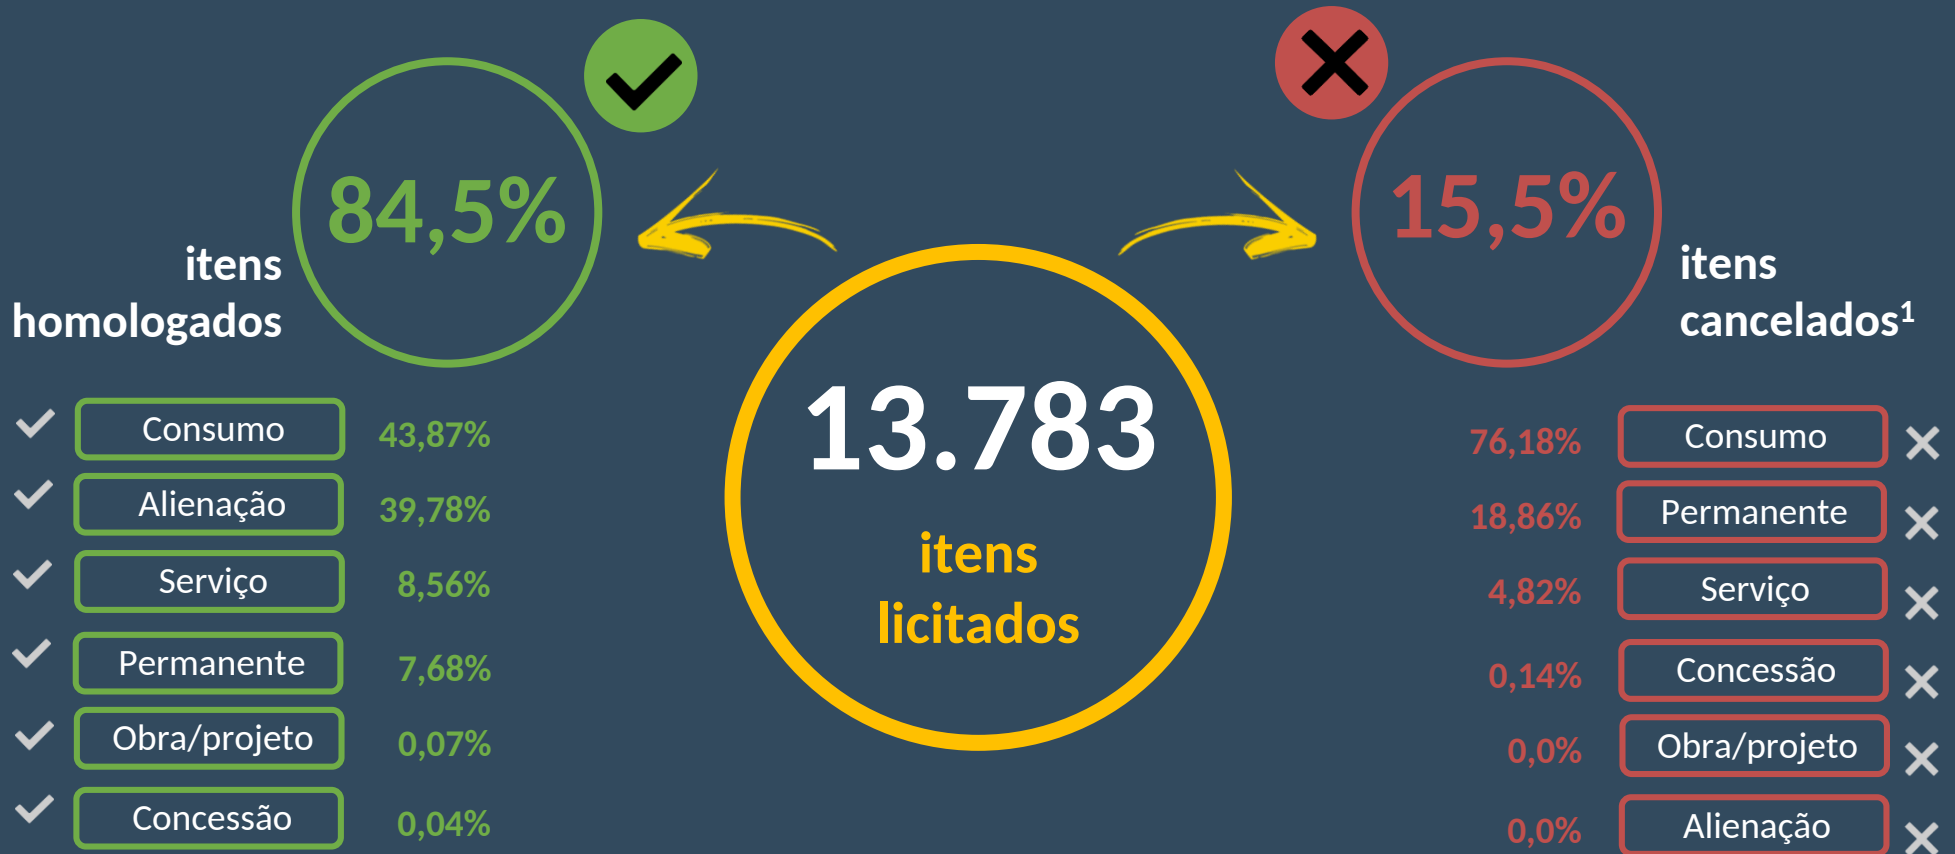 84,5%
itens
homologados
Consumo 43,87%
Alienação 39,78%
Serviço 8,56%
Permanente 7,68%
Obra/projeto 0,07%
Concessão 0,04%
13.783
itens
licitados
15,5%
itens
cancelados¹
76,18% Consumo
18,86% Permanente
4,82% Serviço
0,14% Concessão
0,0% Obra/projeto
0,0% Alienação